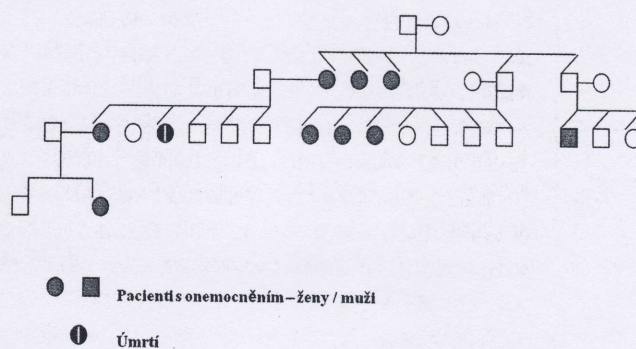 Pacienti s onemocněním – ženy / muži
Úmrtí